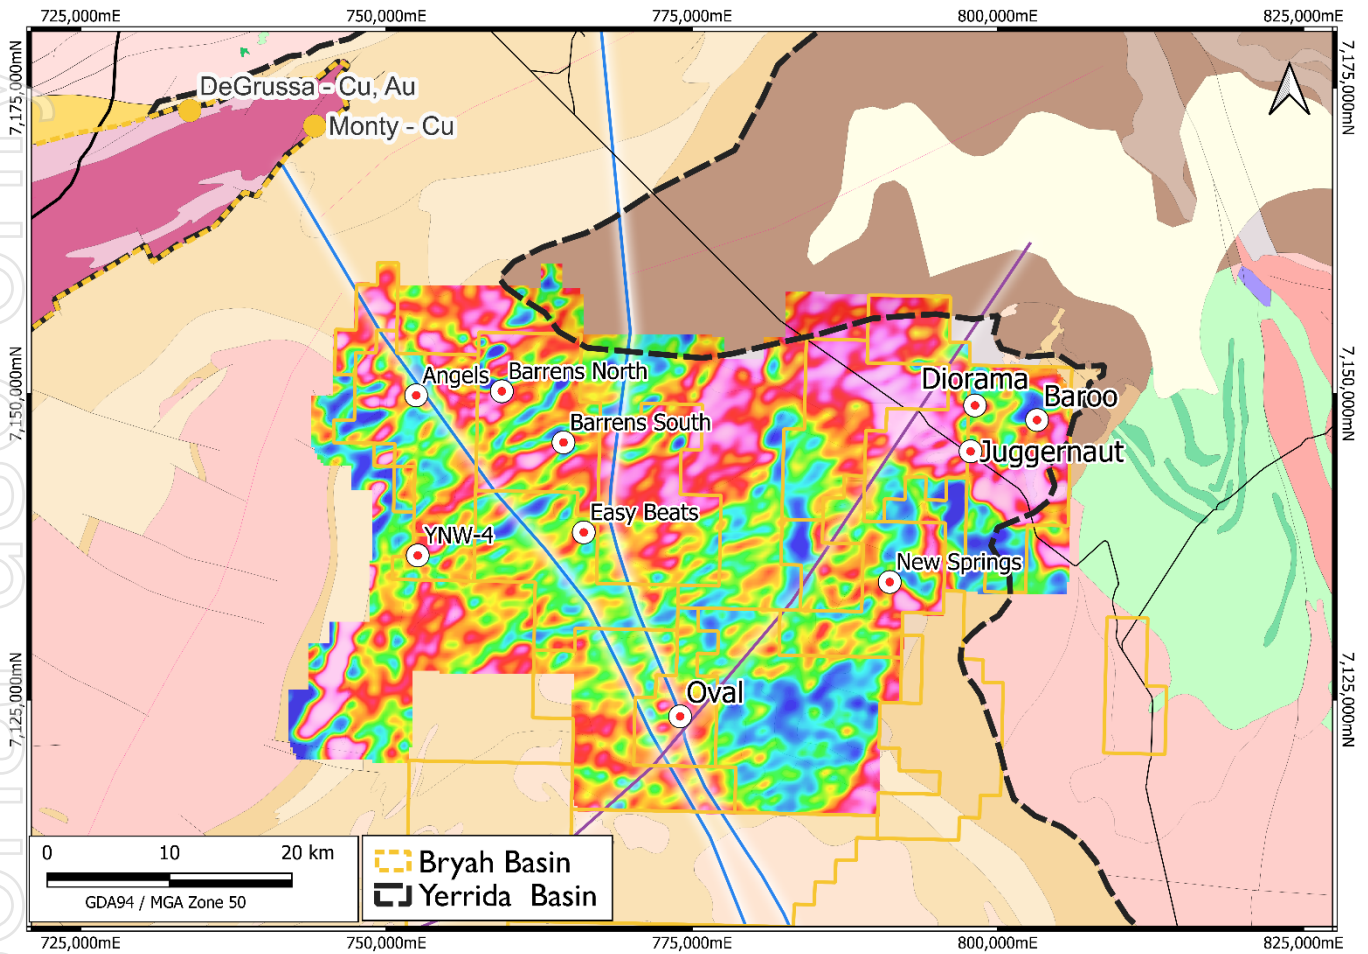 725,000mE
750,000mE
775,000mE
800,000mE
825,000mE
7,175,000mN
7,175,000mN
DeGrussa - Cu, Au
Monty - Cu
Angels
Barrens North
Diorama
Baroo
7,150,000mN
7,150,000mN
Barrens South
Juggernaut
Easy Beats
YNW-4
New Springs
Oval
7,125,000mN
7,125,000mN
0 10 20 km
GDA94 / MGA Zone 50
Bryah Basin
Yerrida Basin
725,000mE
750,000mE
775,000mE
800,000mE
825,000mE